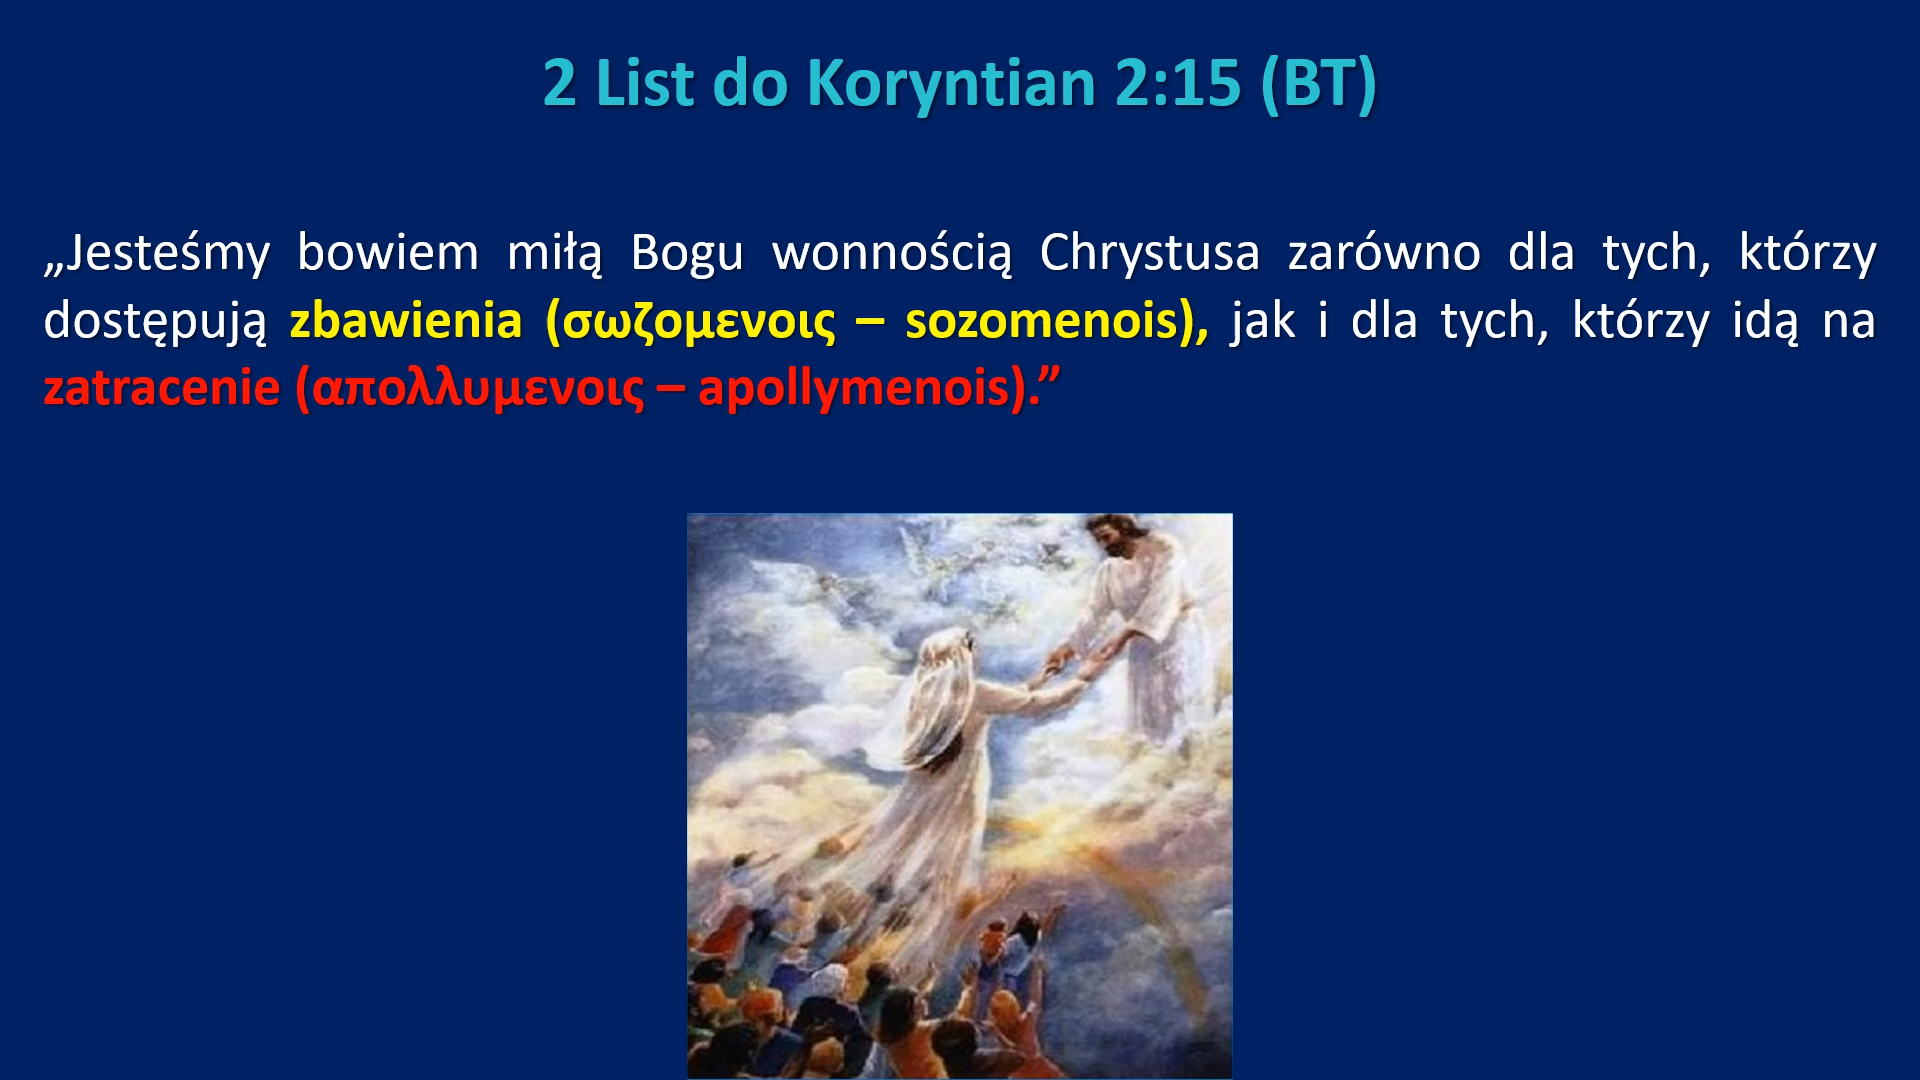 2 List do Koryntian 2:15 (BT)
„Jesteśmy bowiem miłą Bogu wonnością Chrystusa zarówno dla tych, którzy
dostępują zbawienia (σωζομενοις – sozomenois), jak i dla tych, którzy idą na
zatracenie (απολλυμενοις – apollymenois).”